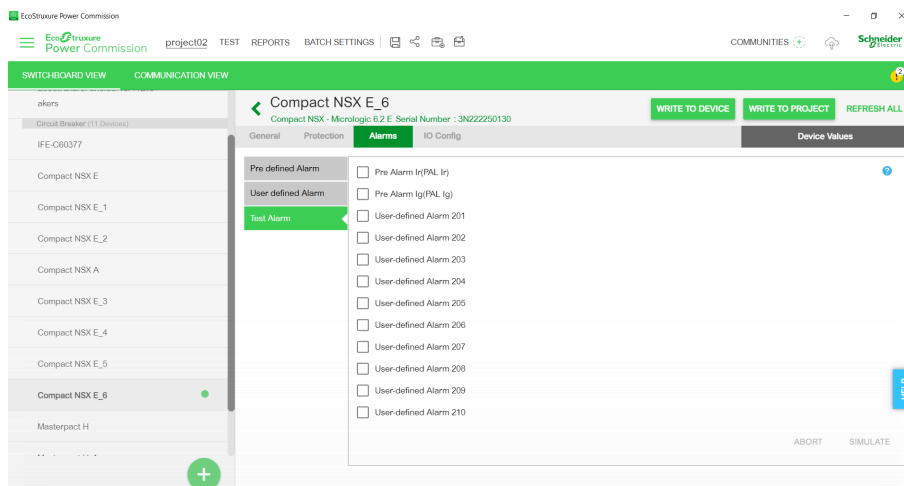 EcoStruxure Power Commission
EcoStruxure
Power Commission
project02 TEST REPORTS BATCH SETTINGS
COMMUNITIES
Schneider
Electric
SWITCHBOARD VIEW COMMUNICATION VIEW
2
akers
Circuit Breaker (11 Devices)
IFE-C60377
Compact NSX E
Compact NSX E_1
Compact NSX E_2
Compact NSX A
Compact NSX E_3
Compact NSX E_4
Compact NSX E_5
Compact NSX E_6
Masterpact H
Compact NSX E_6
Compact NSX - Micrologic 6.2 E Serial Number : 3N222250130
WRITE TO DEVICE WRITE TO PROJECT REFRESH ALL
General Protection Alarms IO Config
Device Values
Pre defined Alarm
User defined Alarm
Test Alarm
Pre Alarm Ir(PAL Ir)
Pre Alarm Ig(PAL Ig)
User-defined Alarm 201
User-defined Alarm 202
User-defined Alarm 203
User-defined Alarm 204
User-defined Alarm 205
User-defined Alarm 206
User-defined Alarm 207
User-defined Alarm 208
User-defined Alarm 209
User-defined Alarm 210
?
HELP
ABORT SIMULATE